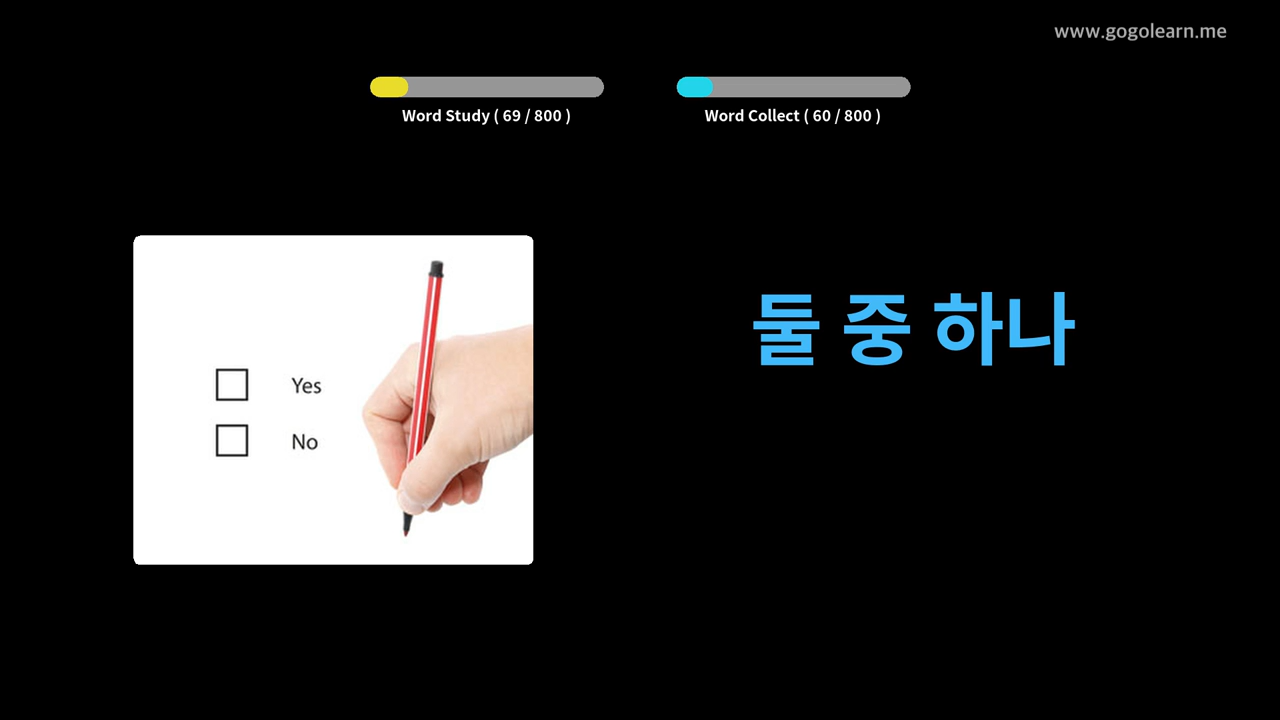 www.gogolearn.me
Word Study ( 69 / 800 )
Word Collect ( 60 / 800 )
Yes
No
둘 중 하나